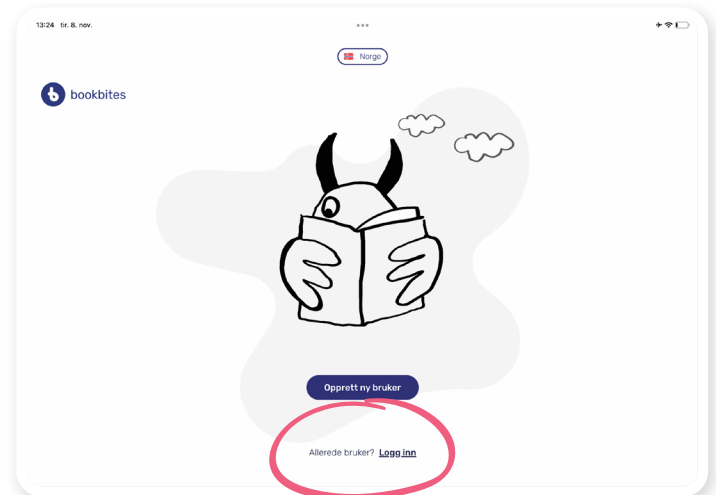 13:24 tir. 8. nov.
Norge
bookbites
Opprett ny bruker
Allerede bruker? Logg inn